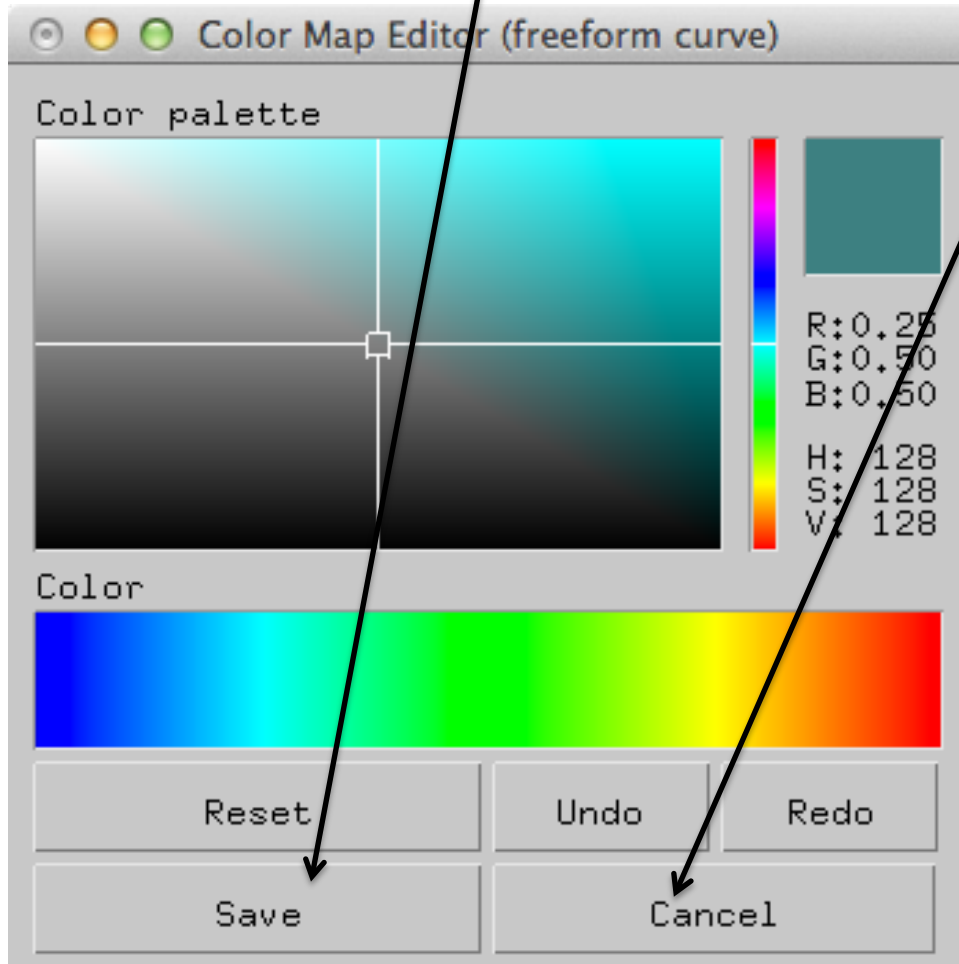 Color Map Editor (freeform curve)
Color palette
R:0.25
G:0.50
B:0.50
H: 128
S: 128
V: 128
Color
Reset Undo Redo
Save Cancel